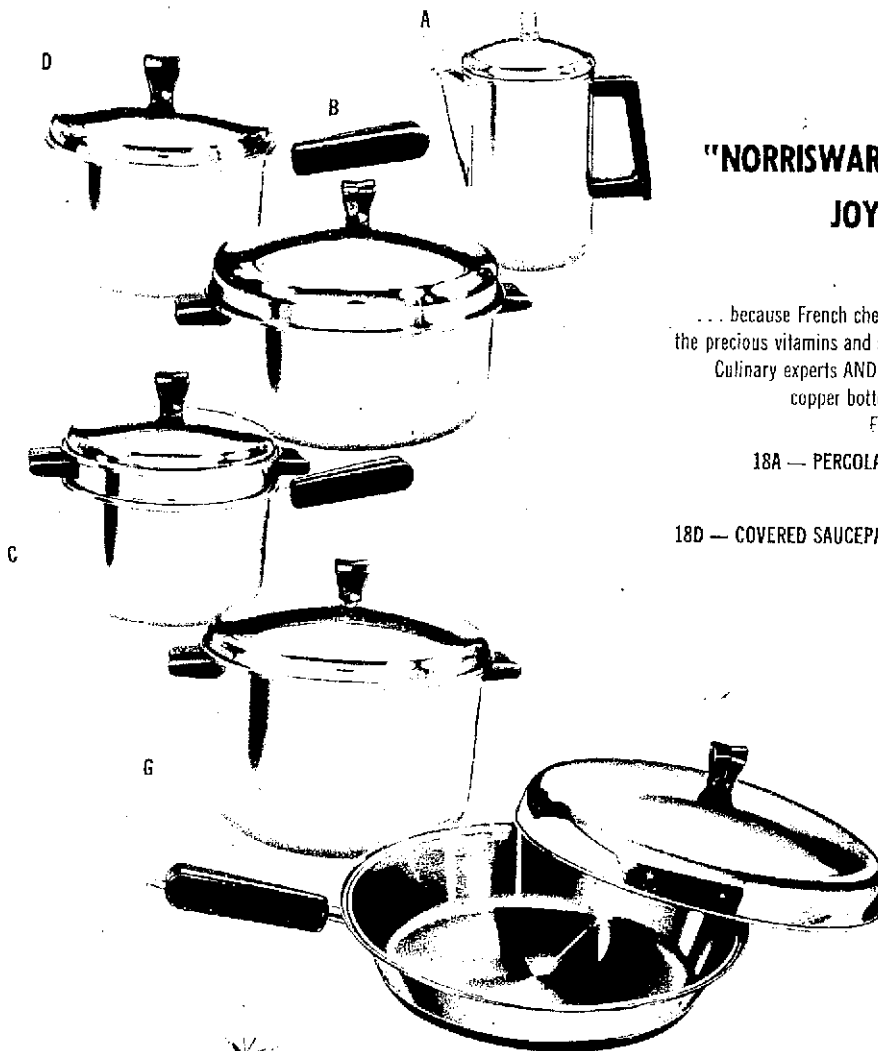 A
D
B
"NORRISWAR
JOY
... because French che
the precious vitamins and
Culinary experts AND
copper bott
18A — PERCOLA
18D — COVERED SAUCEPA
C
G